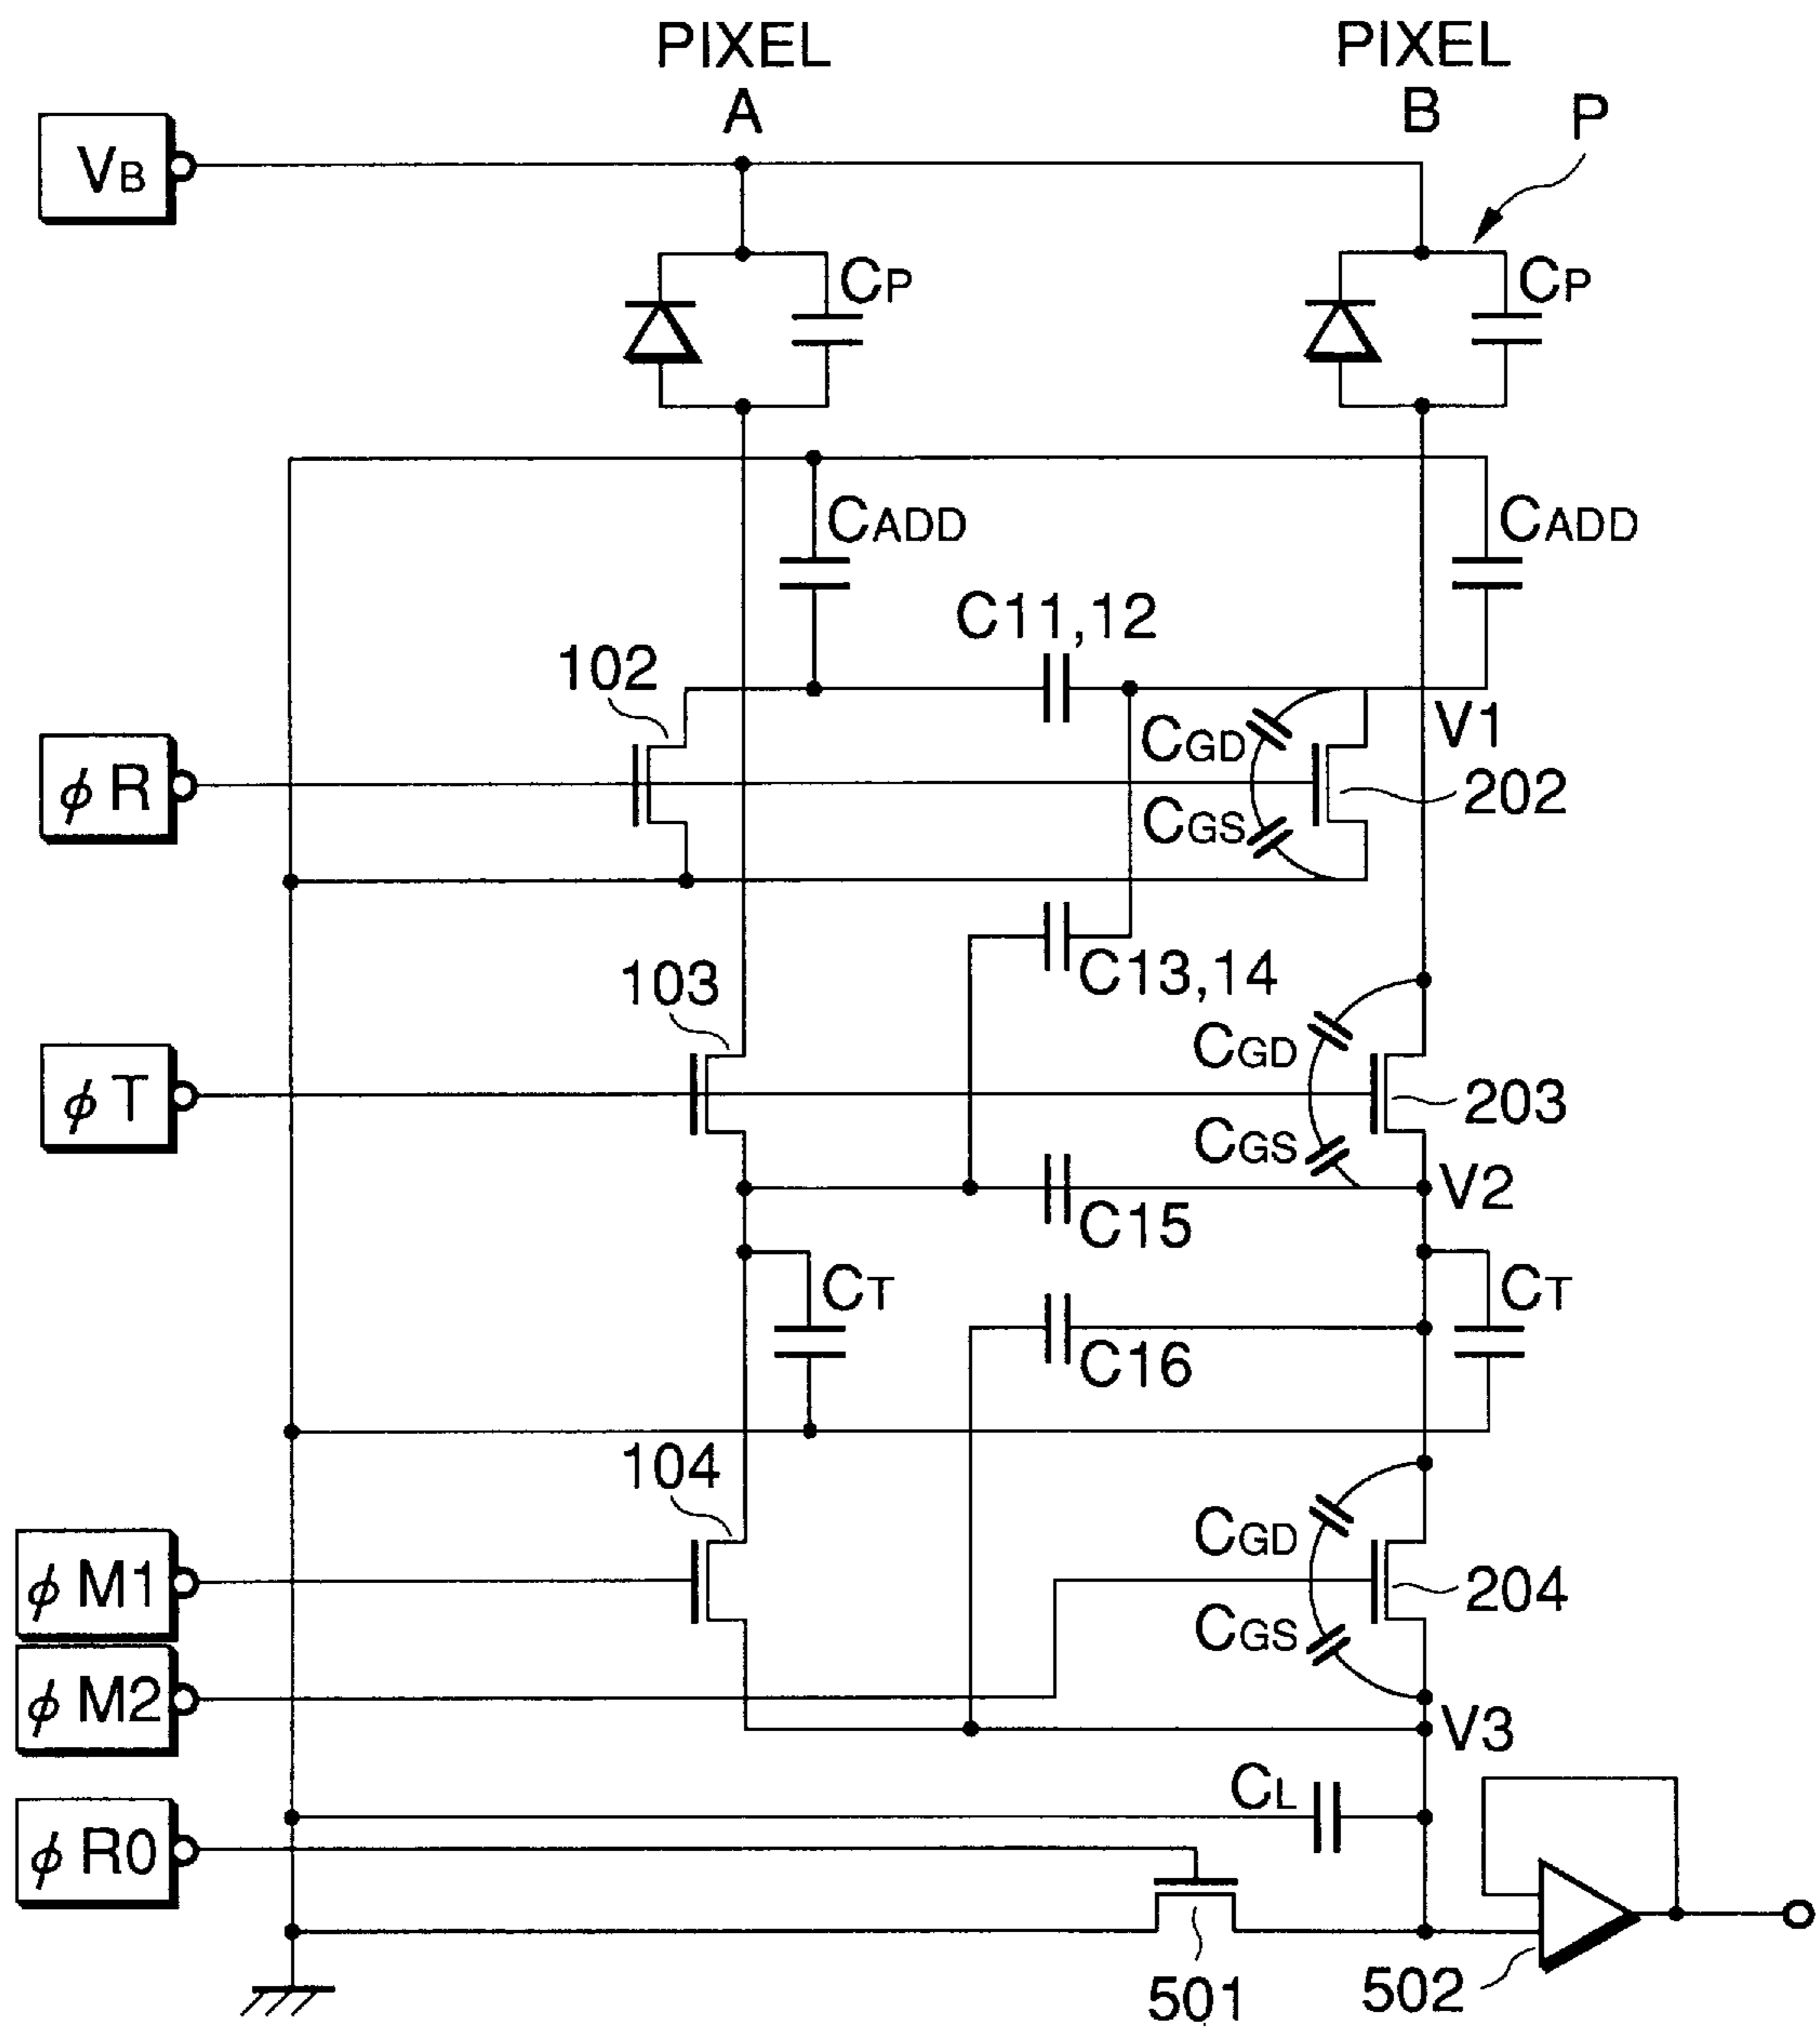 PIXEL A
PIXEL B
P
VB
CP
CP
CADD
CADD
C11,12
102
V1
CGD
ϕR
202
CGS
C13,14
103
CGD
ϕT
203
CGS
V2
C15
CT
CT
C16
104
CGD
ϕM1
204
CGS
ϕM2
V3
CL
ϕR0
501
502